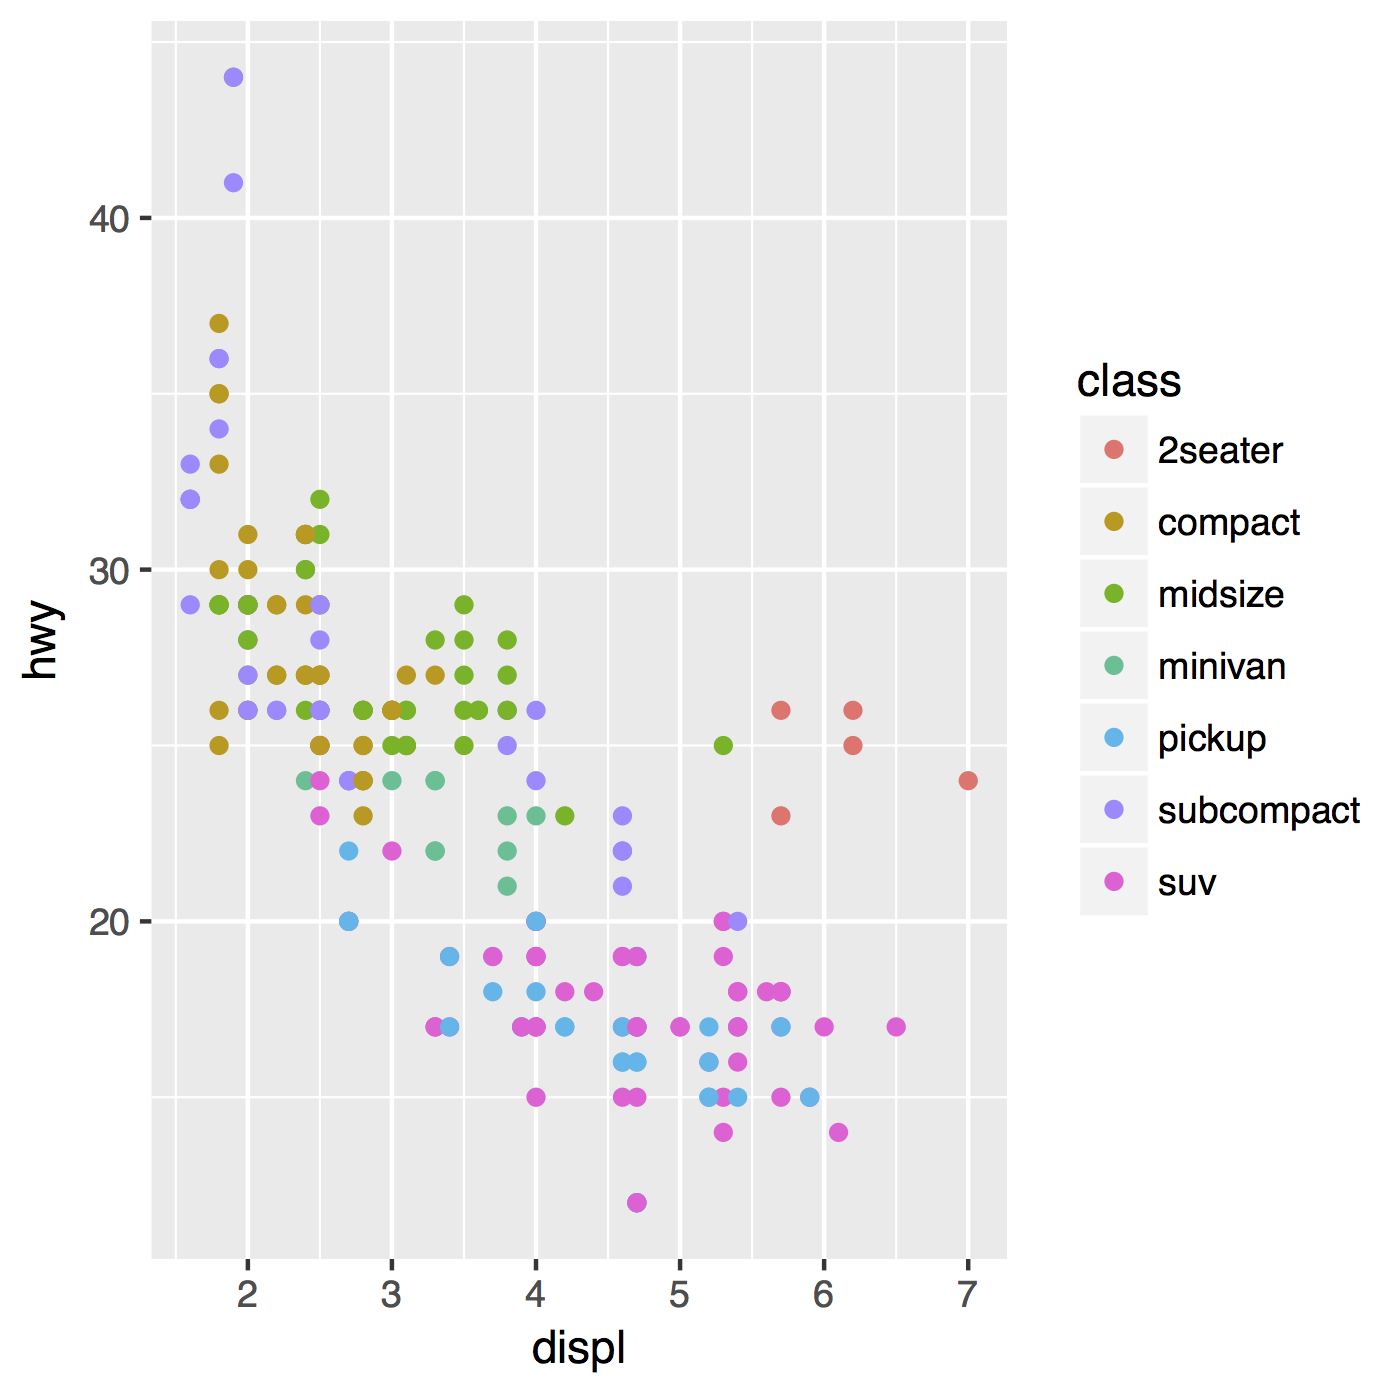 40
30
20
hwy
2
3
4
5
6
7
displ
class
2seater
compact
midsize
minivan
pickup
subcompact
suv